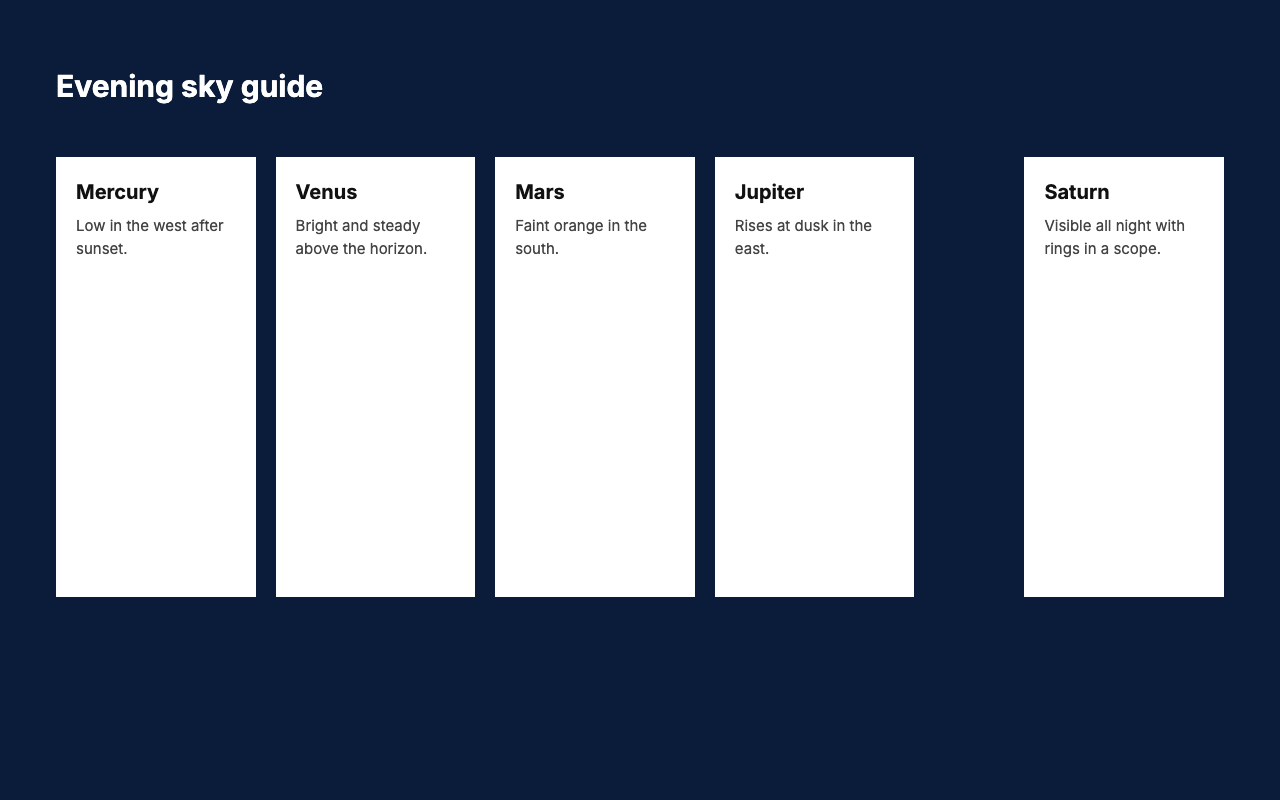 Evening sky guide
Mercury
Low in the west after
sunset.
Venus
Bright and steady
above the horizon.
Mars
Faint orange in the
south.
Jupiter
Rises at dusk in the
east.
Saturn
Visible all night with
rings in a scope.